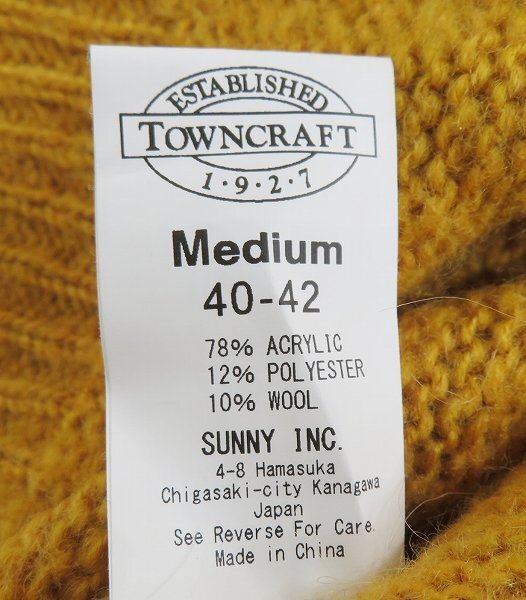 ESTABLISHED
TOWNCRAFT
1•9•2•7
Medium
40-42
78% ACRYLIC
12% POLYESTER
10% WOOL
SUNNY INC.
4-8 Hamasuka
Chigasaki-city Kanagawa
Japan
See Reverse For Care.
Made in China